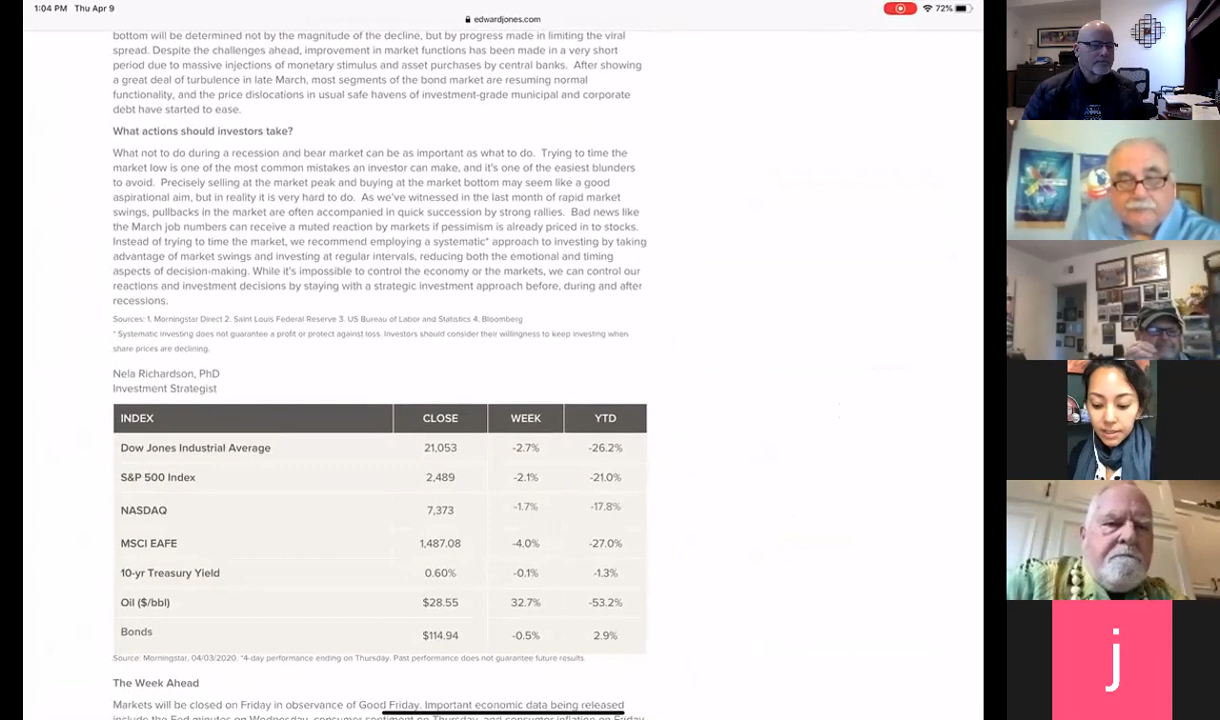 1:04 PM Thu Apr 9
72%
edwardjones.com
bottom will be determined not by the magnitude of the decline, but by progress made in limiting the viral
spread. Despite the challenges ahead, improvement in market functions has been made in a very short
period due to massive injections of monetary stimulus and asset purchases by central banks. After showing
a great deal of turbulence in late March, most segments of the bond market are resuming normal
functionality, and the price dislocations in usual safe havens of investment-grade municipal and corporate
debt have started to ease.
What actions should investors take?
What not to do during a recession and bear market can be as important as what to do. Trying to time the
market low is one of the most common mistakes an investor can make, and it's one of the easiest blunders
to avoid. Precisely selling at the market peak and buying at the market bottom may seem like a good
aspirational aim, but in reality it is very hard to do. As we've witnessed in the last month of rapid market
swings, pullbacks in the market are often accompanied in quick succession by strong rallies. Bad news like
the March job numbers can receive a muted reaction by markets if pessimism is already priced in to stocks.
Instead of trying to time the market, we recommend employing a systematic* approach to investing by taking
advantage of market swings and investing at regular intervals, reducing both the emotional and timing
aspects of decision-making. While it's impossible to control the economy or the markets, we can control our
reactions and investment decisions by staying with a strategic investment approach before, during and after
recessions.
Sources: 1. Morningstar Direct 2. Saint Louis Federal Reserve 3. US Bureau of Labor and Statistics 4. Bloomberg
* Systematic investing does not guarantee a profit or protect against loss. Investors should consider their willingness to keep investing when
share prices are declining.
Nela Richardson, PhD
Investment Strategist
INDEX CLOSE WEEK YTD
Dow Jones Industrial Average 21,053 -2.7% -26.2%
S&P 500 Index 2,489 -2.1% -21.0%
NASDAQ 7,373 -1.7% -17.8%
MSCI EAFE 1,487.08 -4.0% -27.0%
10-yr Treasury Yield 0.60% -0.1% -1.3%
Oil ($/bbl) $28.55 32.7% -53.2%
Bonds $114.94 -0.5% 2.9%
Source: Morningstar, 04/03/2020. *4-day performance ending on Thursday. Past performance does not guarantee future results.
The Week Ahead
Markets will be closed on Friday in observance of Good Friday. Important economic data being released
include the Fed minutes on Wednesday, consumer sentiment on Thursday, and consumer inflation on Friday.
j